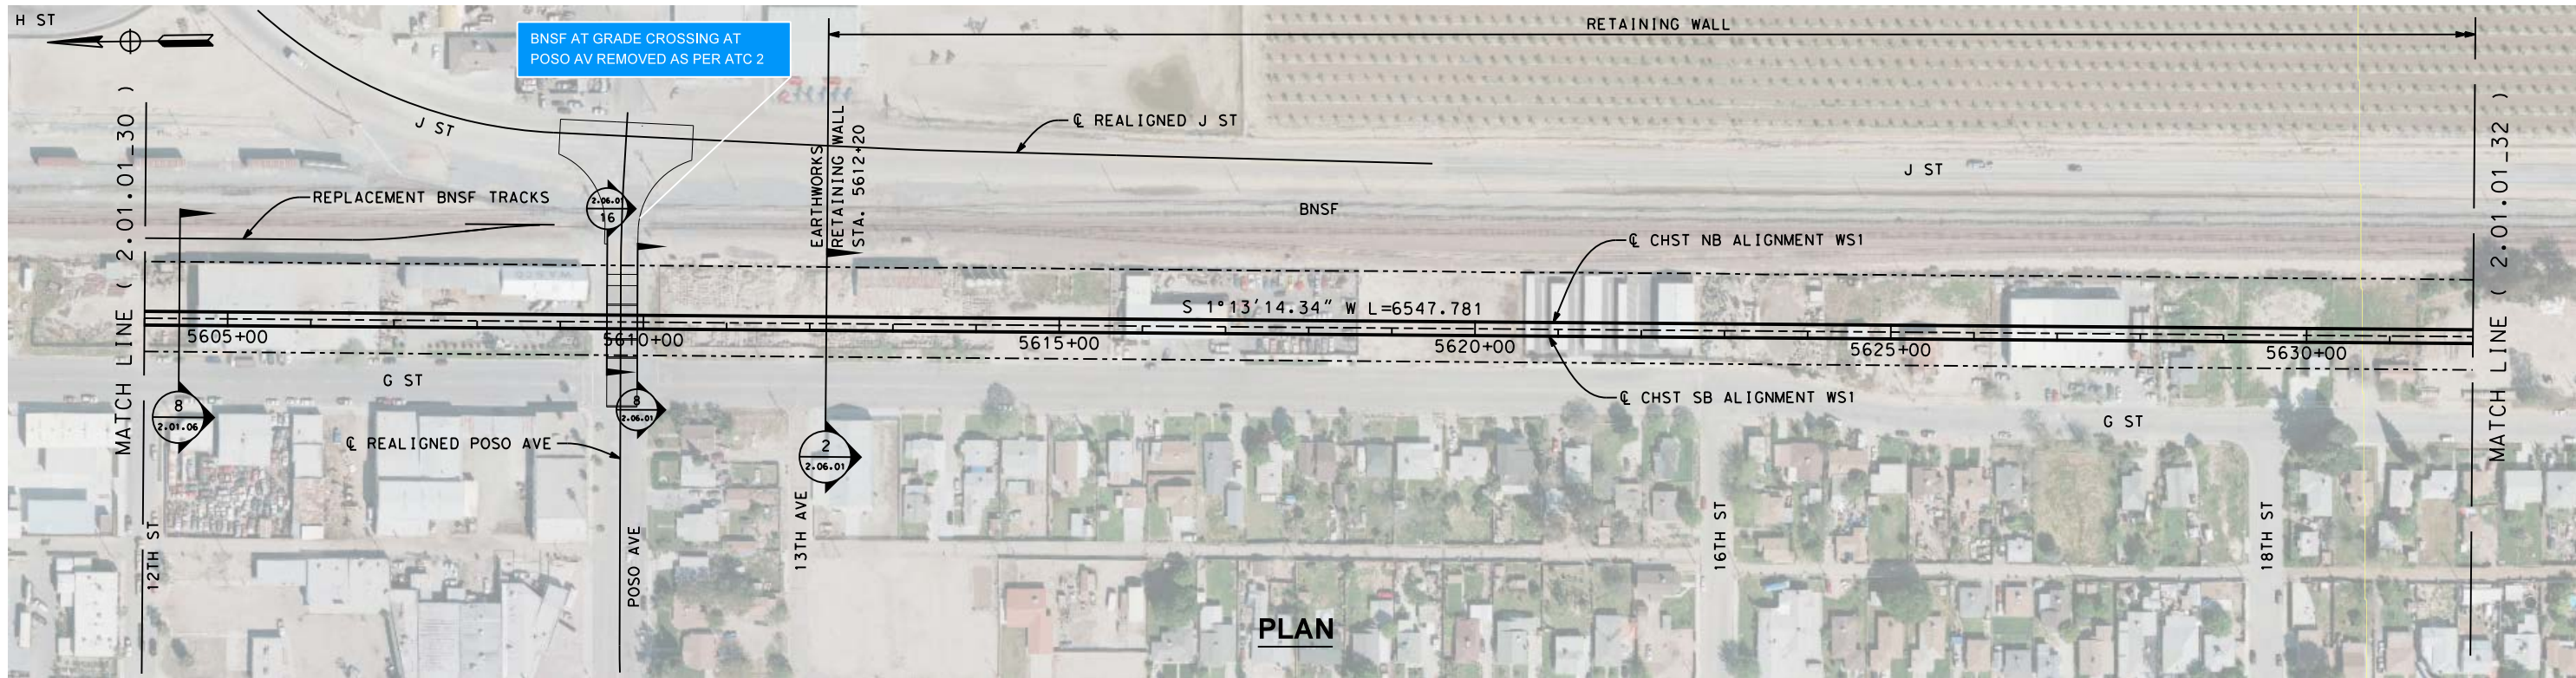 H ST
BNSF AT GRADE CROSSING AT
POSO AV REMOVED AS PER ATC 2
RETAINING WALL
J ST
℄ REALIGNED J ST
MATCH LINE ( 2.01.01_30 )
EARTHWORKS
RETAINING WALL
STA. 5612+20
MATCH LINE ( 2.01.01_32 )
J ST
REPLACEMENT BNSF TRACKS
2.06.01
16
BNSF
℄ CHST NB ALIGNMENT WS1
S 1°13'14.34" W L=6547.781
5605+00
5610+00
5615+00
5620+00
5625+00
5630+00
G ST
8
2.01.06
8
2.06.01
℄ CHST SB ALIGNMENT WS1
G ST
℄ REALIGNED POSO AVE
2
2.06.01
12TH ST
POSO AVE
13TH AVE
16TH ST
18TH ST
PLAN